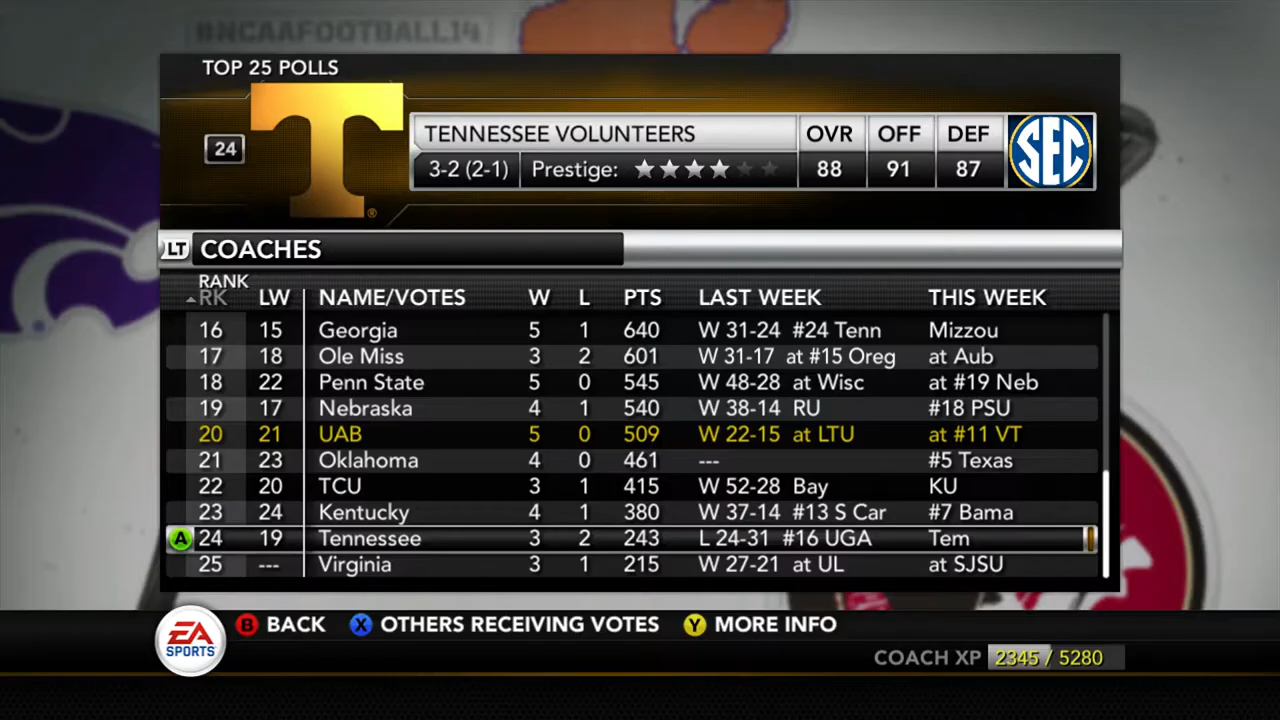 #NCAAFOOTBALL14
TOP 25 POLLS
24
T
®
TENNESSEE VOLUNTEERS OVR OFF DEF
3-2 (2-1) Prestige: 88 91 87
SEC
LT COACHES
RANK
RK LW NAME/VOTES W L PTS LAST WEEK THIS WEEK
16 15 Georgia 5 1 640 W 31-24 #24 Tenn Mizzou
17 18 Ole Miss 3 2 601 W 31-17 at #15 Oreg at Aub
18 22 Penn State 5 0 545 W 48-28 at Wisc at #19 Neb
19 17 Nebraska 4 1 540 W 38-14 RU #18 PSU
20 21 UAB 5 0 509 W 22-15 at LTU at #11 VT
21 23 Oklahoma 4 0 461 --- #5 Texas
22 20 TCU 3 1 415 W 52-28 Bay KU
23 24 Kentucky 4 1 380 W 37-14 #13 S Car #7 Bama
A 24 19 Tennessee 3 2 243 L 24-31 #16 UGA Tem
25 --- Virginia 3 1 215 W 27-21 at UL at SJSU
EA SPORTS
B BACK X OTHERS RECEIVING VOTES Y MORE INFO
COACH XP 2345 / 5280